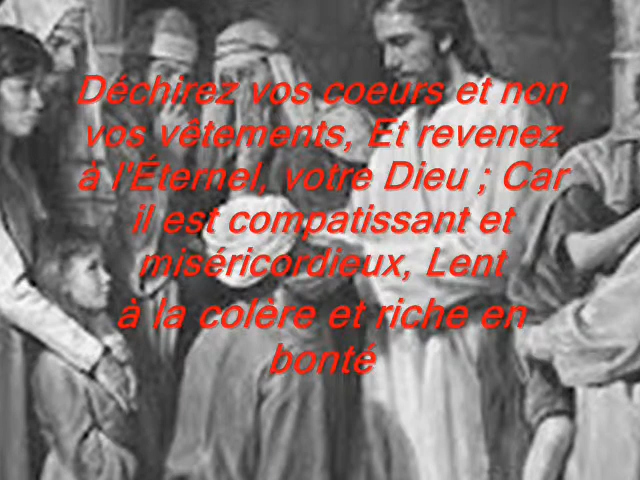 Déchirez vos coeurs et non
vos vêtements, Et revenez
à l'Éternel, votre Dieu ; Car
il est compatissant et
miséricordieux, Lent
à la colère et riche en
bonté